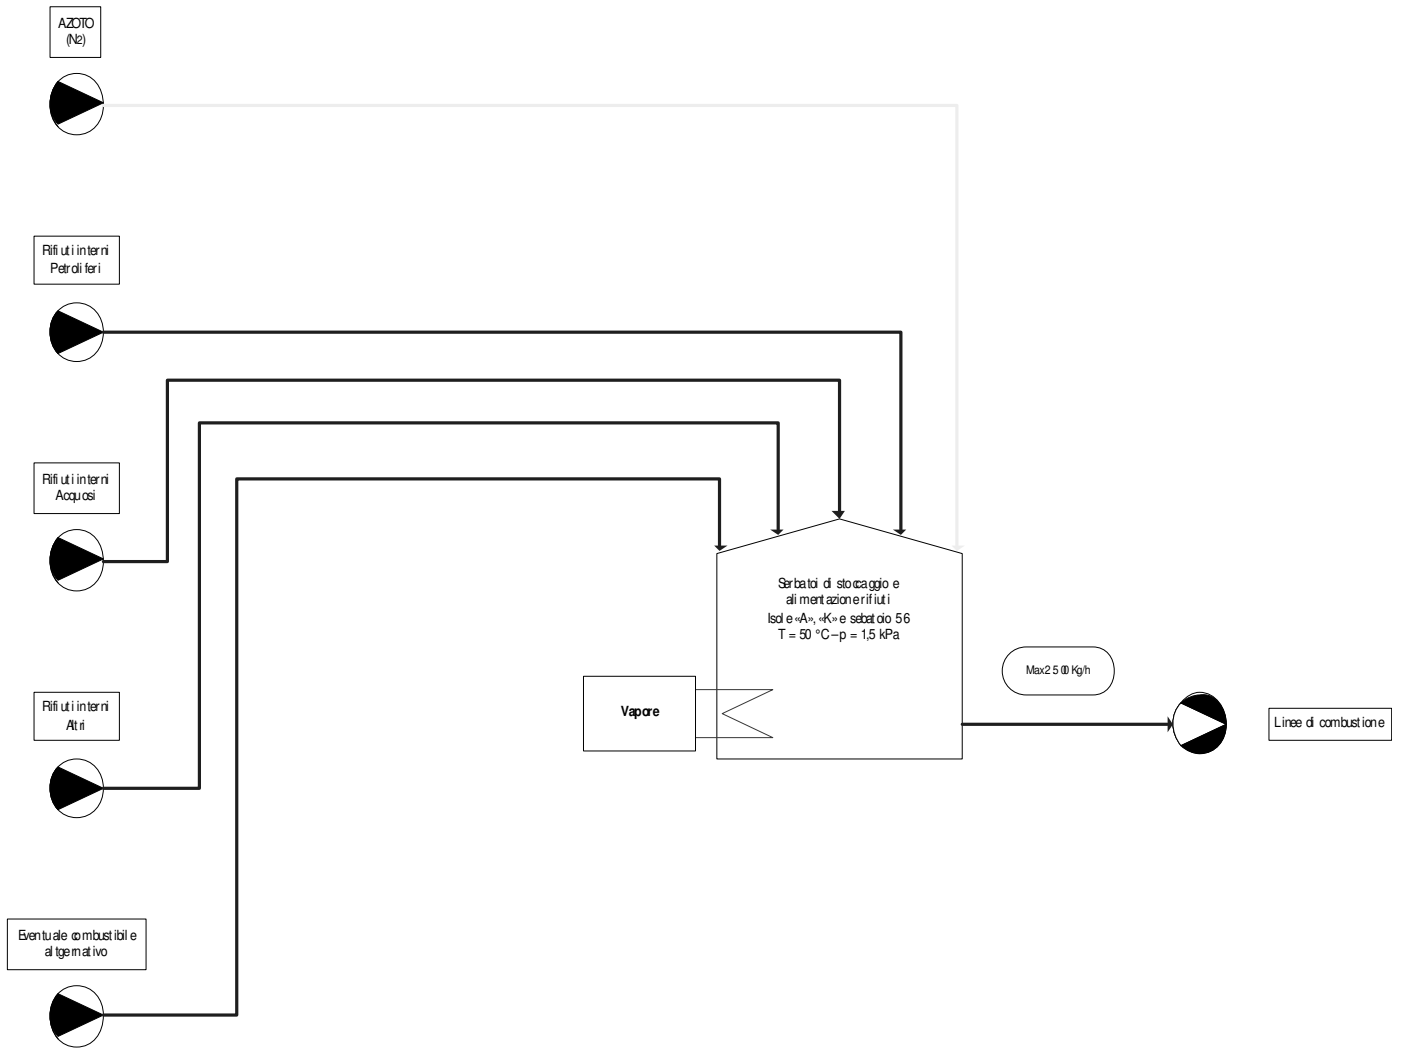 AZOTO
(N2)
Rifiuti interni
Petroliferi
Rifiuti interni
Acquosi
Rifiuti interni
Altri
Eventuale combustibile
altgernativo
Serbatoi di stoccaggio e
alimentazione rifiuti
Isole «A», «K» e sebatoio 56
T = 50 °C – p = 1,5 kPa
Vapore
Max 2500 Kg/h
Linee di combustione